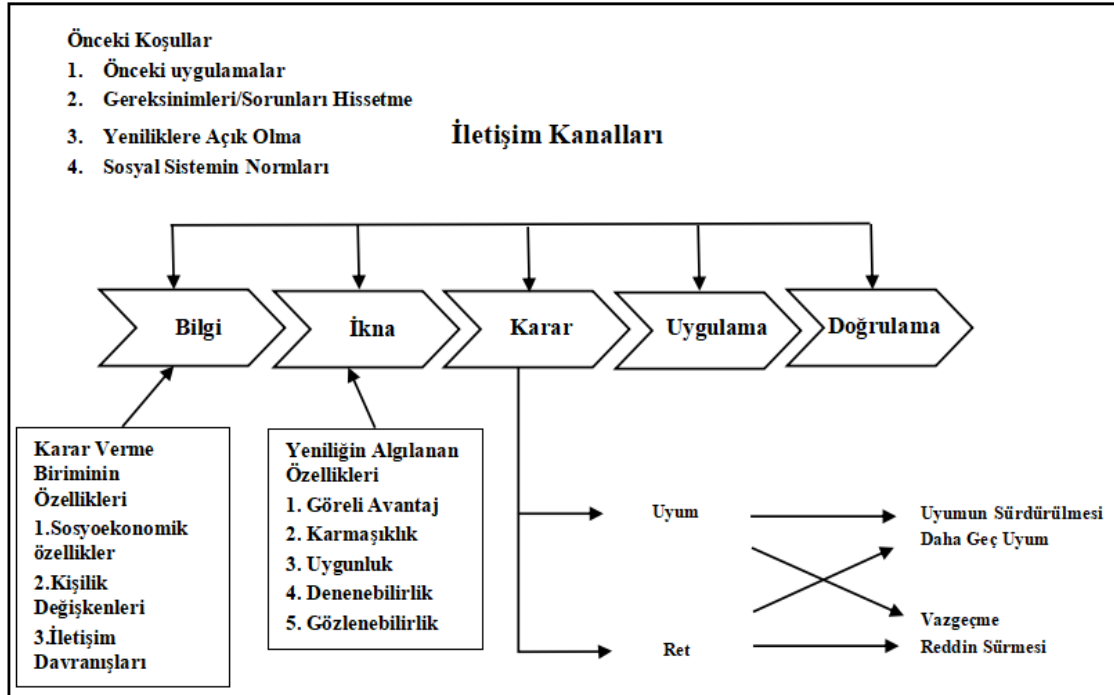 Önceki Koşullar
1. Önceki uygulamalar
2. Gereksinimleri/Sorunları Hissetme
3. Yeniliklere Açık Olma
4. Sosyal Sistemin Normları
İletişim Kanalları
Bilgi
İkna
Karar
Uygulama
Doğrulama
Karar Verme
Biriminin
Özellikleri
1.Sosyoekonomik
özellikler
2.Kişilik
Değişkenleri
3.İletişim
Davranışları
Yeniliğin Algılanan
Özellikleri
1. Göreli Avantaj
2. Karmaşıklık
3. Uygunluk
4. Denenebilirlik
5. Gözlenebilirlik
Uyum
Uyumun Sürdürülmesi
Daha Geç Uyum
Ret
Vazgeçme
Reddin Sürmesi